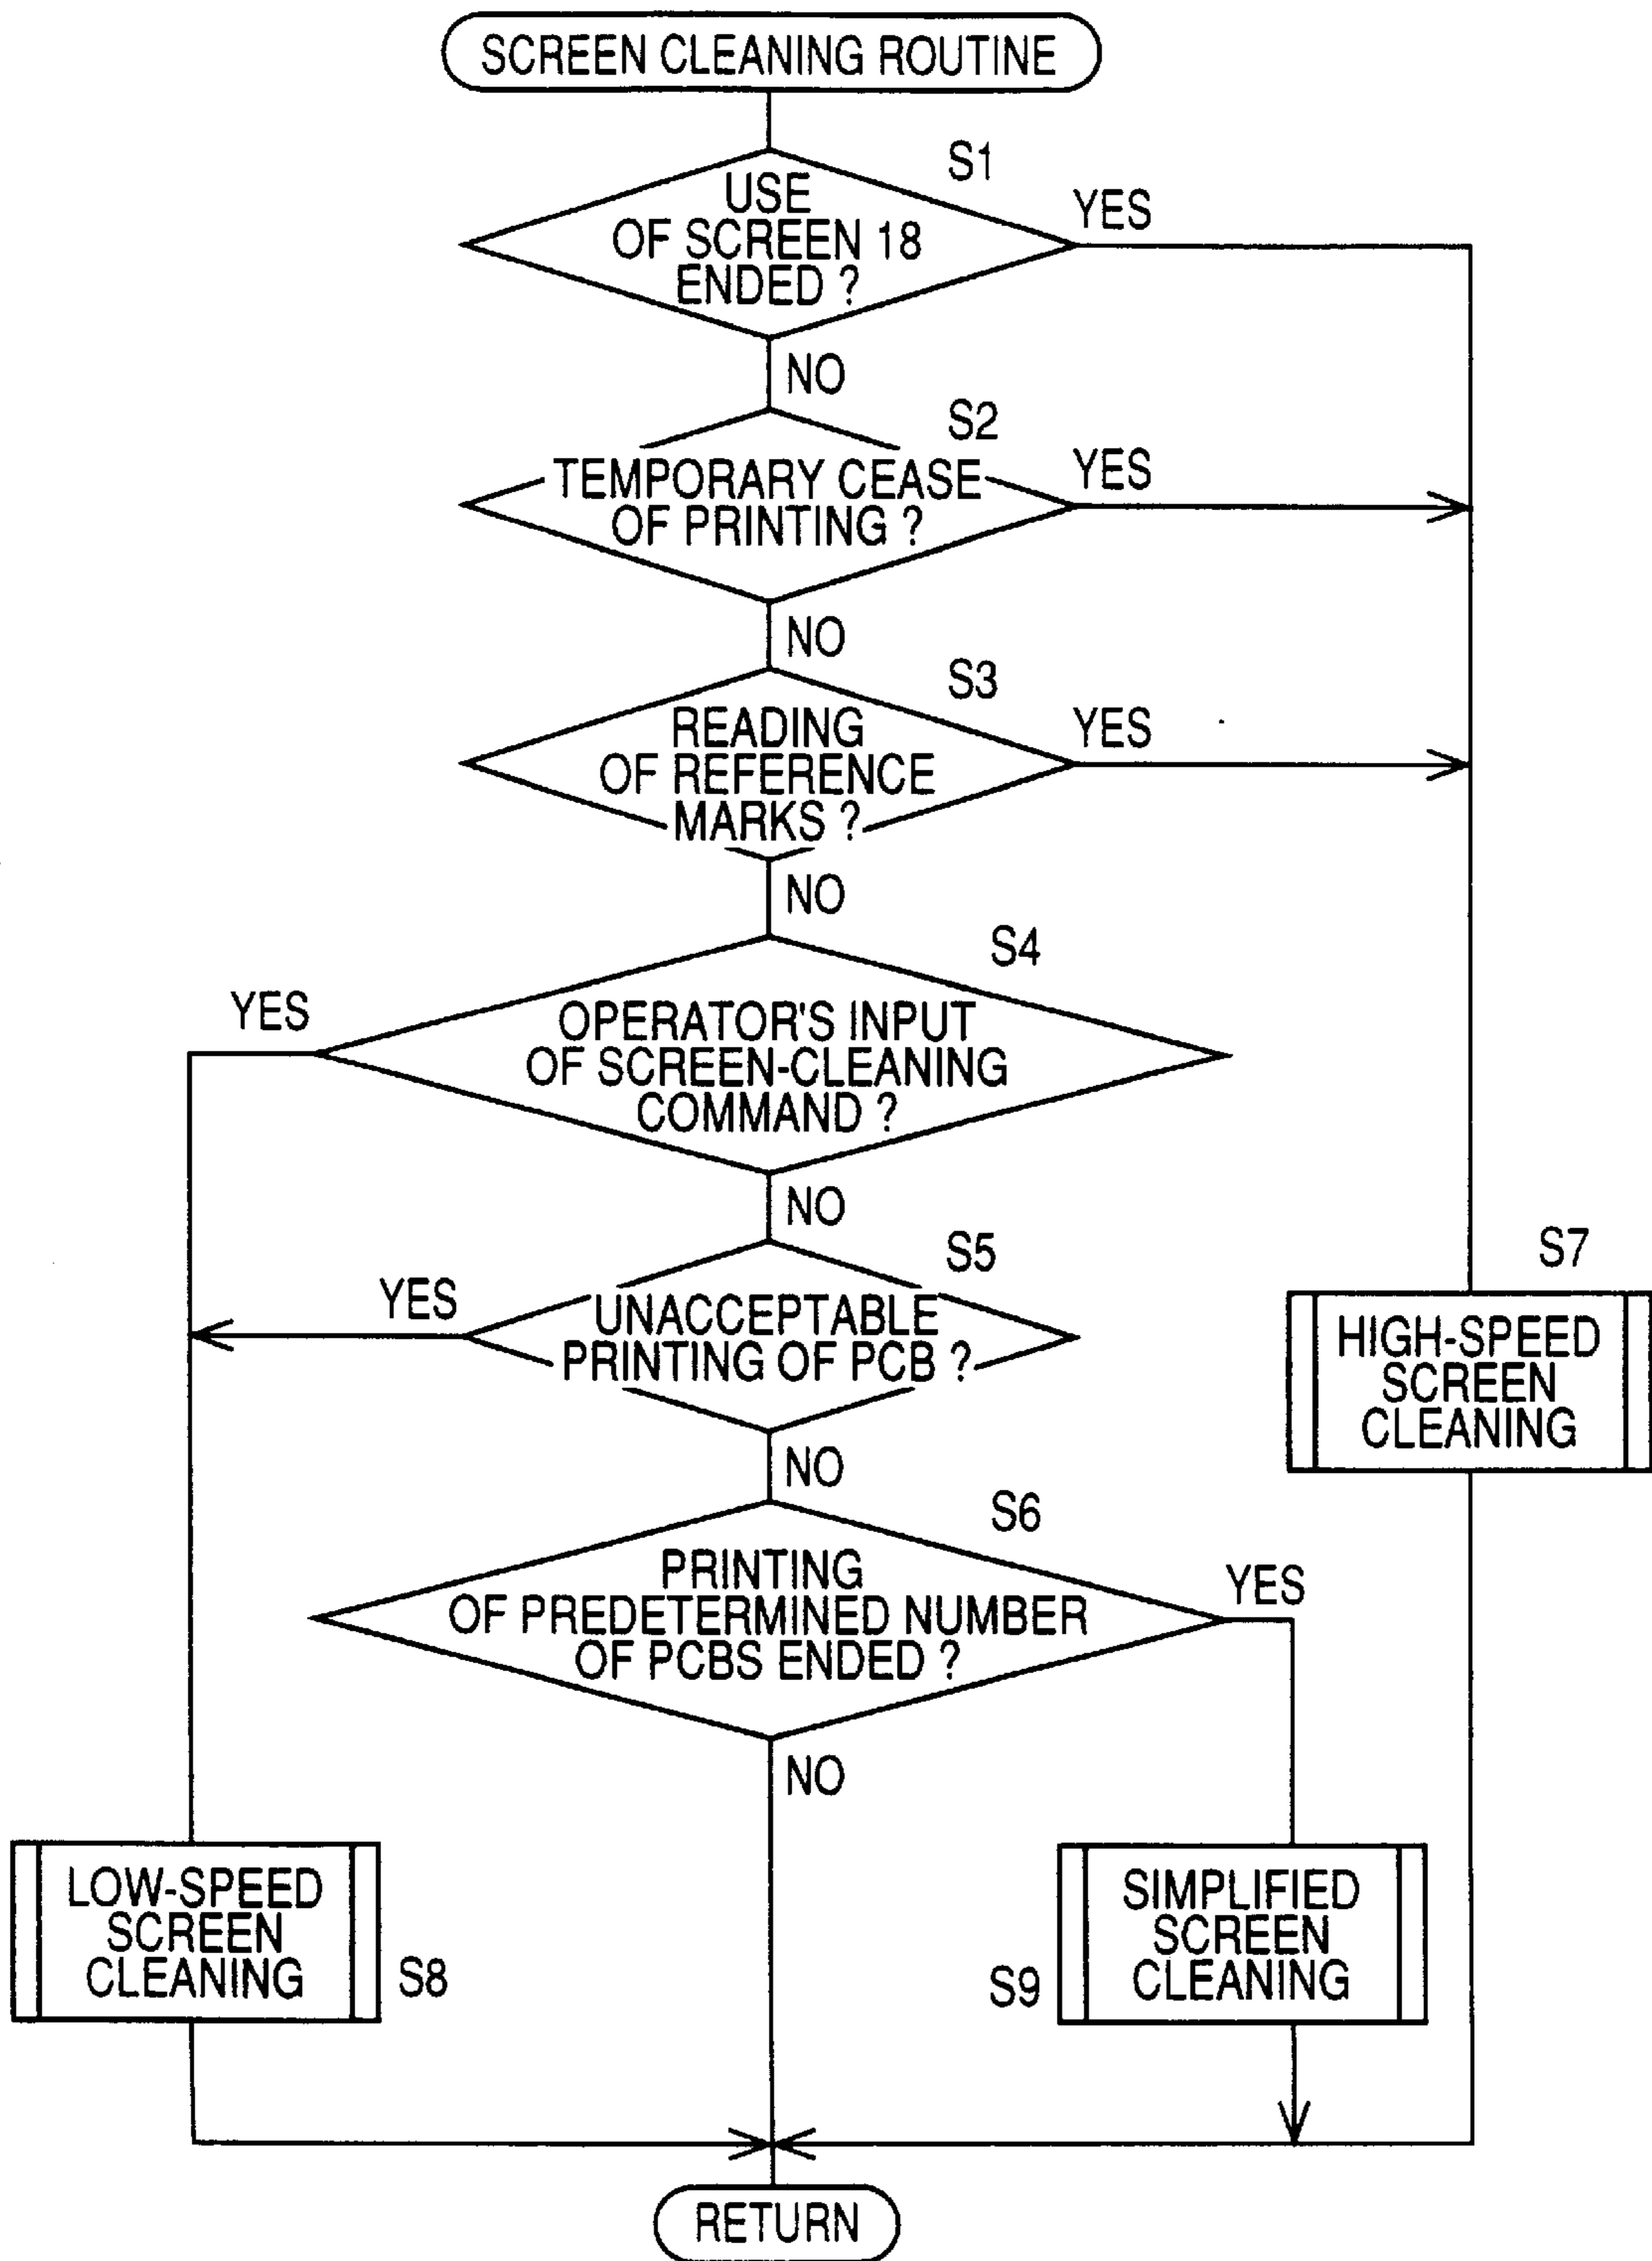 SCREEN CLEANING ROUTINE
S1
USE
OF SCREEN 18
ENDED ?
YES
NO
S2
TEMPORARY CEASE
OF PRINTING ?
YES
NO
S3
READING
OF REFERENCE
MARKS ?
YES
NO
S4
YES
OPERATOR'S INPUT
OF SCREEN-CLEANING
COMMAND ?
NO
S5
YES
UNACCEPTABLE
PRINTING OF PCB ?
NO
S7
HIGH-SPEED
SCREEN
CLEANING
S6
PRINTING
OF PREDETERMINED NUMBER
OF PCBS ENDED ?
YES
NO
LOW-SPEED
SCREEN
CLEANING
S8
SIMPLIFIED
SCREEN
CLEANING
S9
RETURN